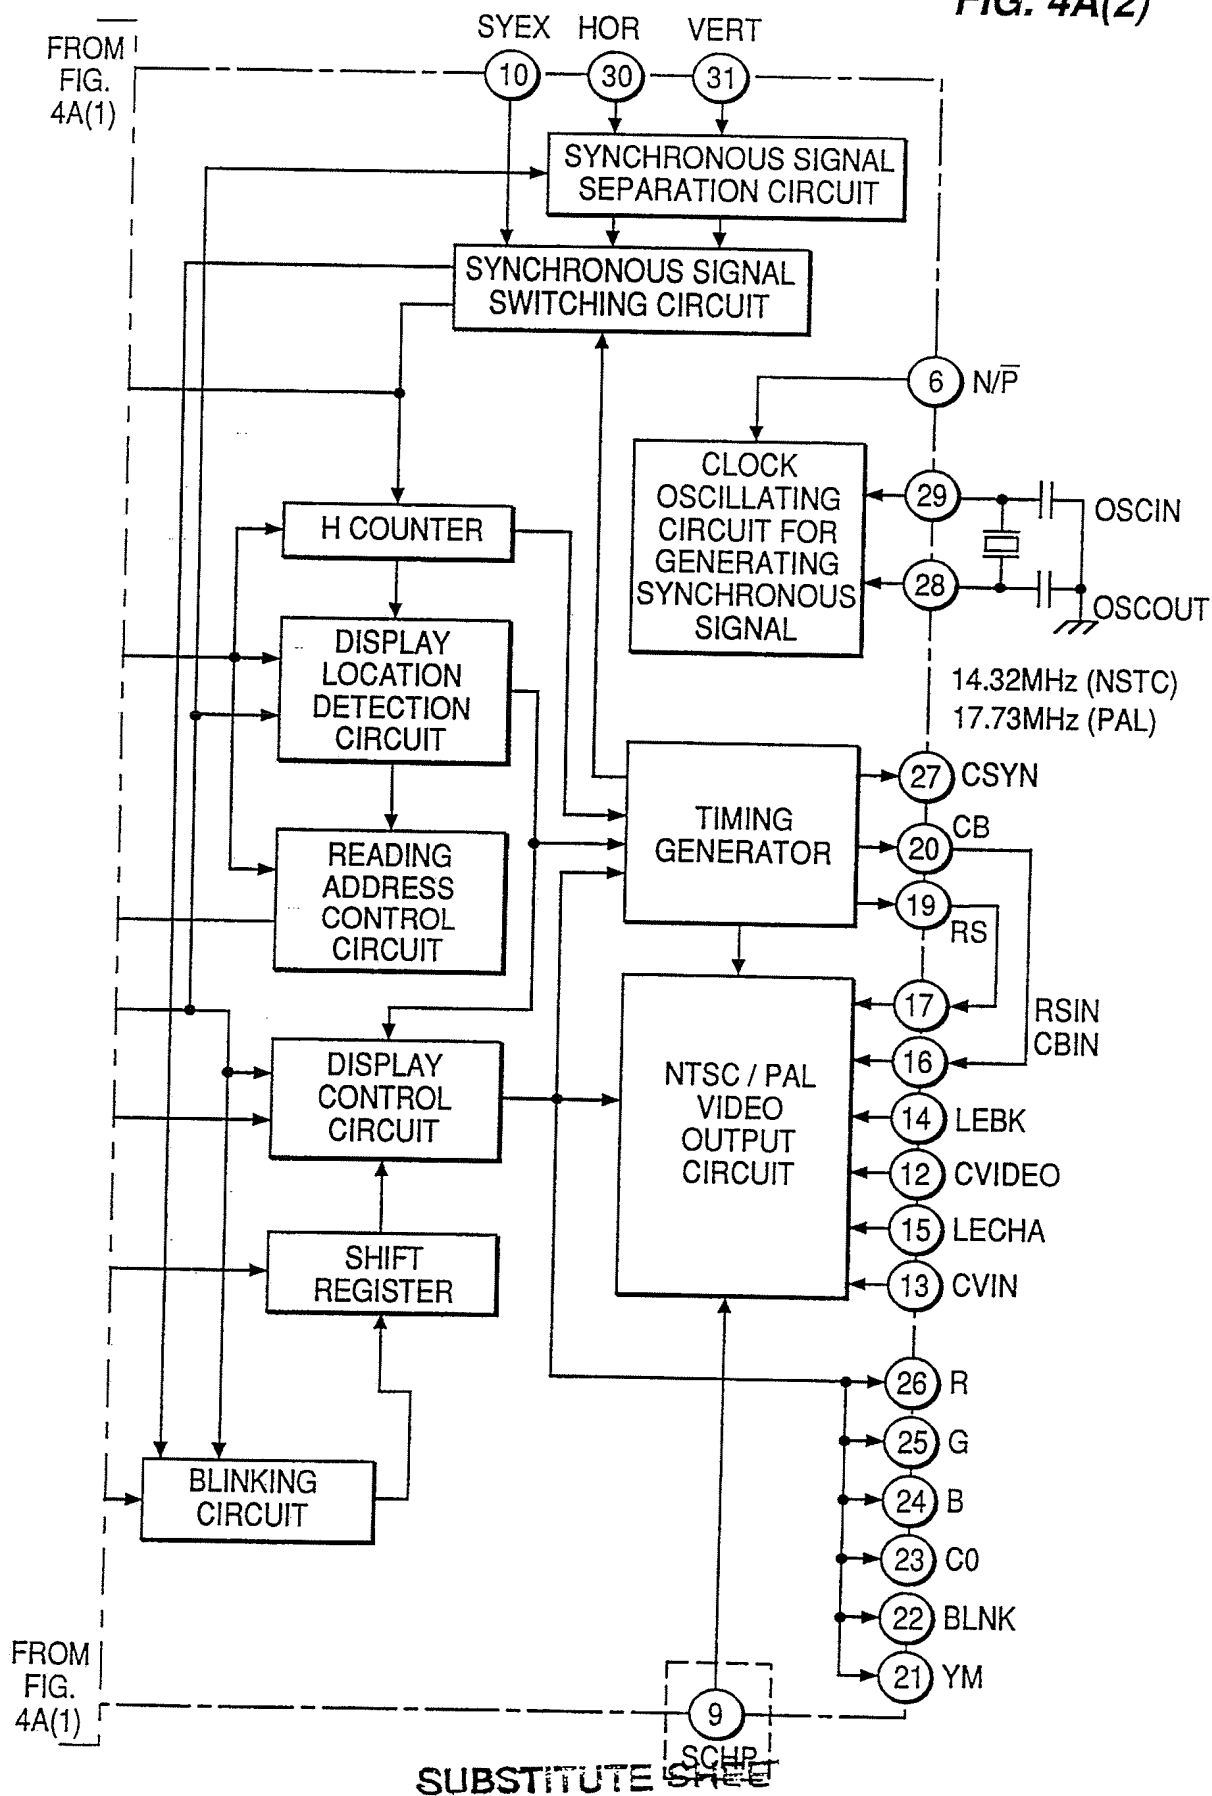 FIG. 4A(2)
FROM
FIG.
4A(1)
SYEX
HOR
VERT
10
30
31
SYNCHRONOUS SIGNAL
SEPARATION CIRCUIT
SYNCHRONOUS SIGNAL
SWITCHING CIRCUIT
6
N/P̅
CLOCK
OSCILLATING
CIRCUIT FOR
GENERATING
SYNCHRONOUS
SIGNAL
29
OSCIN
28
OSCOUT
14.32MHz (NSTC)
17.73MHz (PAL)
H COUNTER
DISPLAY
LOCATION
DETECTION
CIRCUIT
READING
ADDRESS
CONTROL
CIRCUIT
TIMING
GENERATOR
27
CSYN
20
CB
19
RS
17
RSIN
16
CBIN
DISPLAY
CONTROL
CIRCUIT
NTSC / PAL
VIDEO
OUTPUT
CIRCUIT
14
LEBK
12
CVIDEO
15
LECHA
13
CVIN
SHIFT
REGISTER
BLINKING
CIRCUIT
26
R
25
G
24
B
23
C0
22
BLNK
21
YM
FROM
FIG.
4A(1)
9
SCHP
SUBSTITUTE SHEET